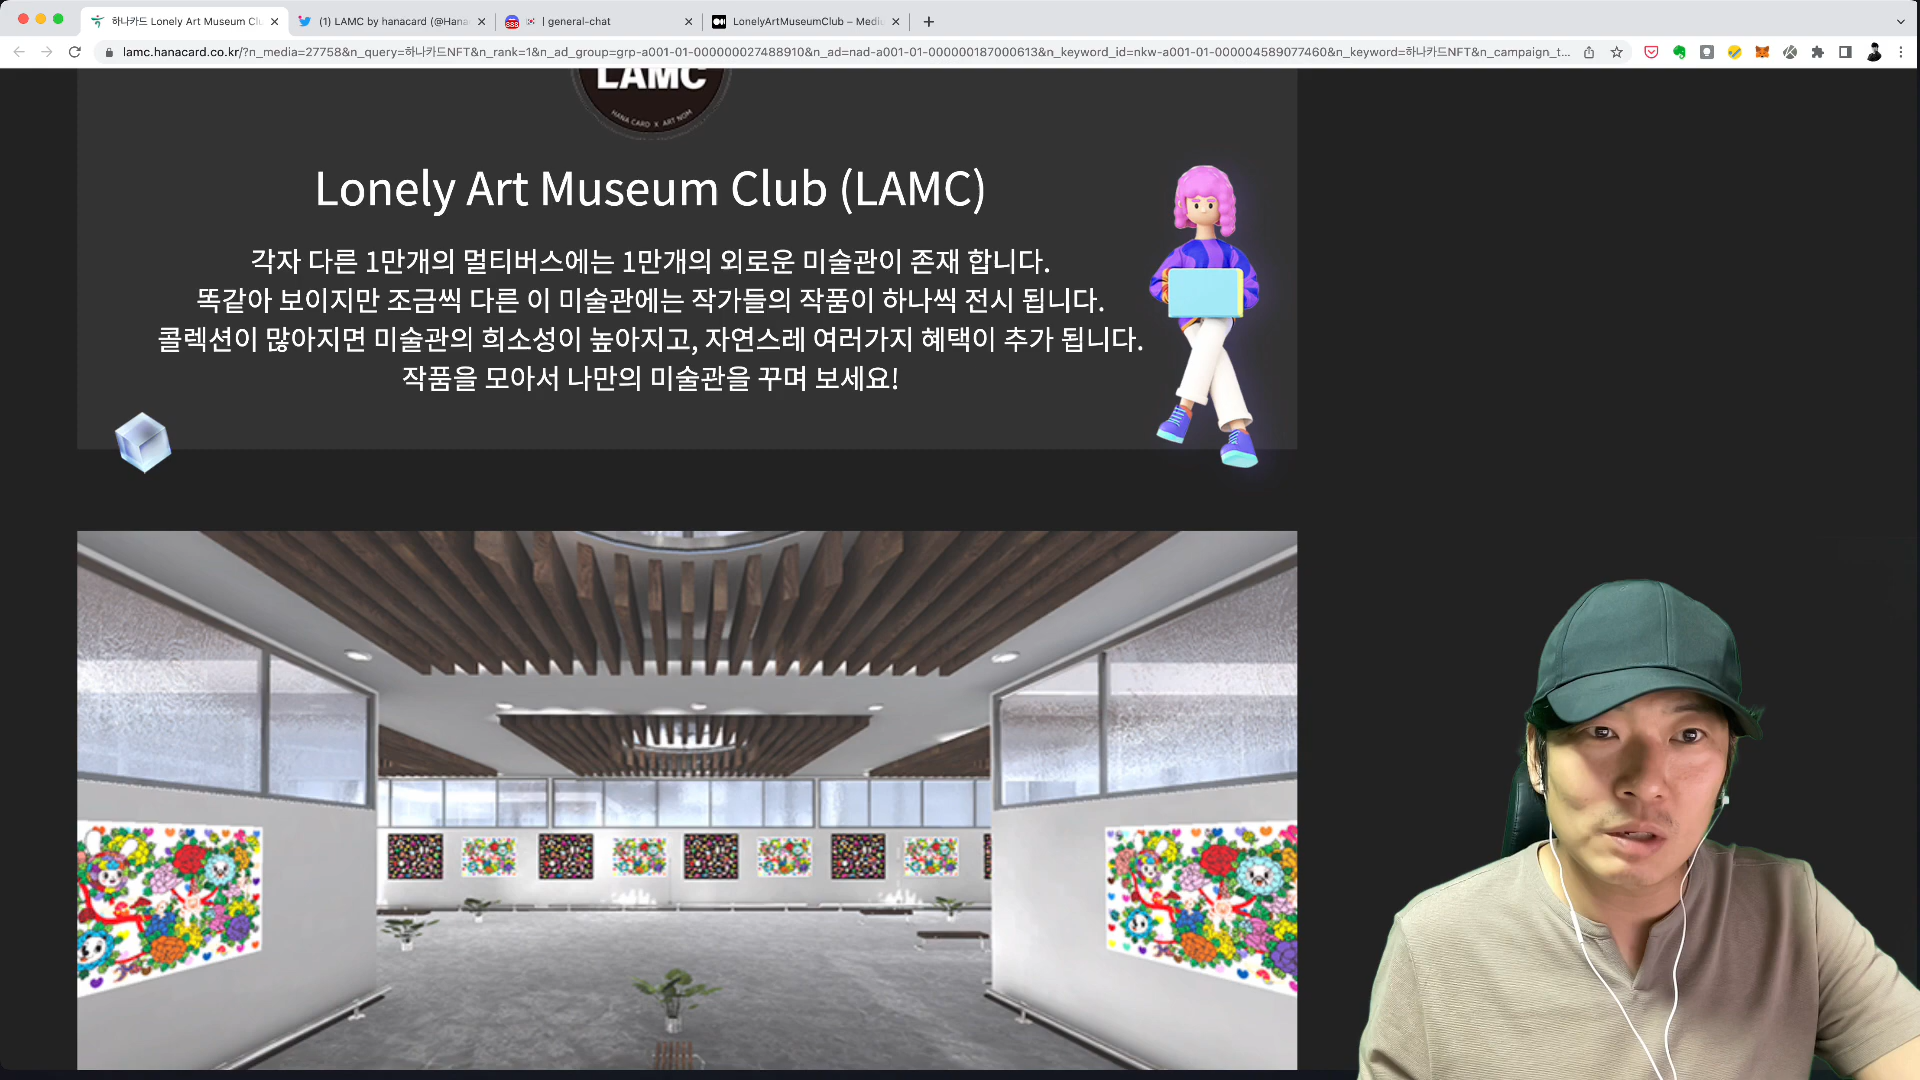 하나카드 Lonely Art Museum Clu
(1) LAMC by hanacard (@Hana
| general-chat
LonelyArtMuseumClub – Mediu
lamc.hanacard.co.kr/?n_media=27758&n_query=하나카드NFT&n_rank=1&n_ad_group=grp-a001-01-000000027488910&n_ad=nad-a001-01-000000187000613&n_keyword_id=nkw-a001-01-000004589077460&n_keyword=하나카드NFT&n_campaign_t...
LAMC
HANA CARD X ART NOM
Lonely Art Museum Club (LAMC)
각자 다른 1만개의 멀티버스에는 1만개의 외로운 미술관이 존재 합니다.
똑같아 보이지만 조금씩 다른 이 미술관에는 작가들의 작품이 하나씩 전시 됩니다.
콜렉션이 많아지면 미술관의 희소성이 높아지고, 자연스레 여러가지 혜택이 추가 됩니다.
작품을 모아서 나만의 미술관을 꾸며 보세요!